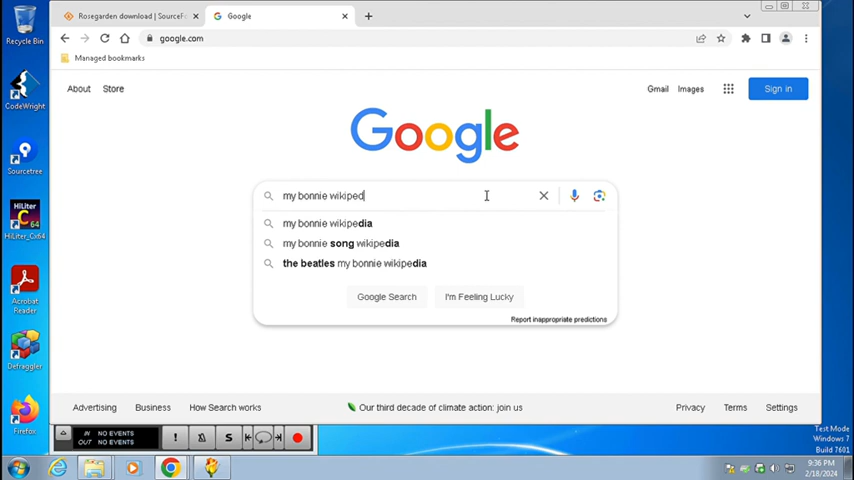 Rosegarden download | SourceFo
Google
google.com
Managed bookmarks
About
Store
Gmail
Images
Sign in
Google
my bonnie wikiped
my bonnie wikipedia
my bonnie song wikipedia
the beatles my bonnie wikipedia
Google Search
I'm Feeling Lucky
Report inappropriate predictions
Advertising
Business
How Search works
Our third decade of climate action: join us
Privacy
Terms
Settings
Recycle Bin
CodeWright
Sourcetree
HiLiter
C 64
HiLiter_Cx64
Acrobat
Reader
Defraggler
Firefox
IN NO EVENTS
OUT NO EVENTS
! S
Test Mode
Windows 7
Build 7601
9:36 PM
2/18/2024